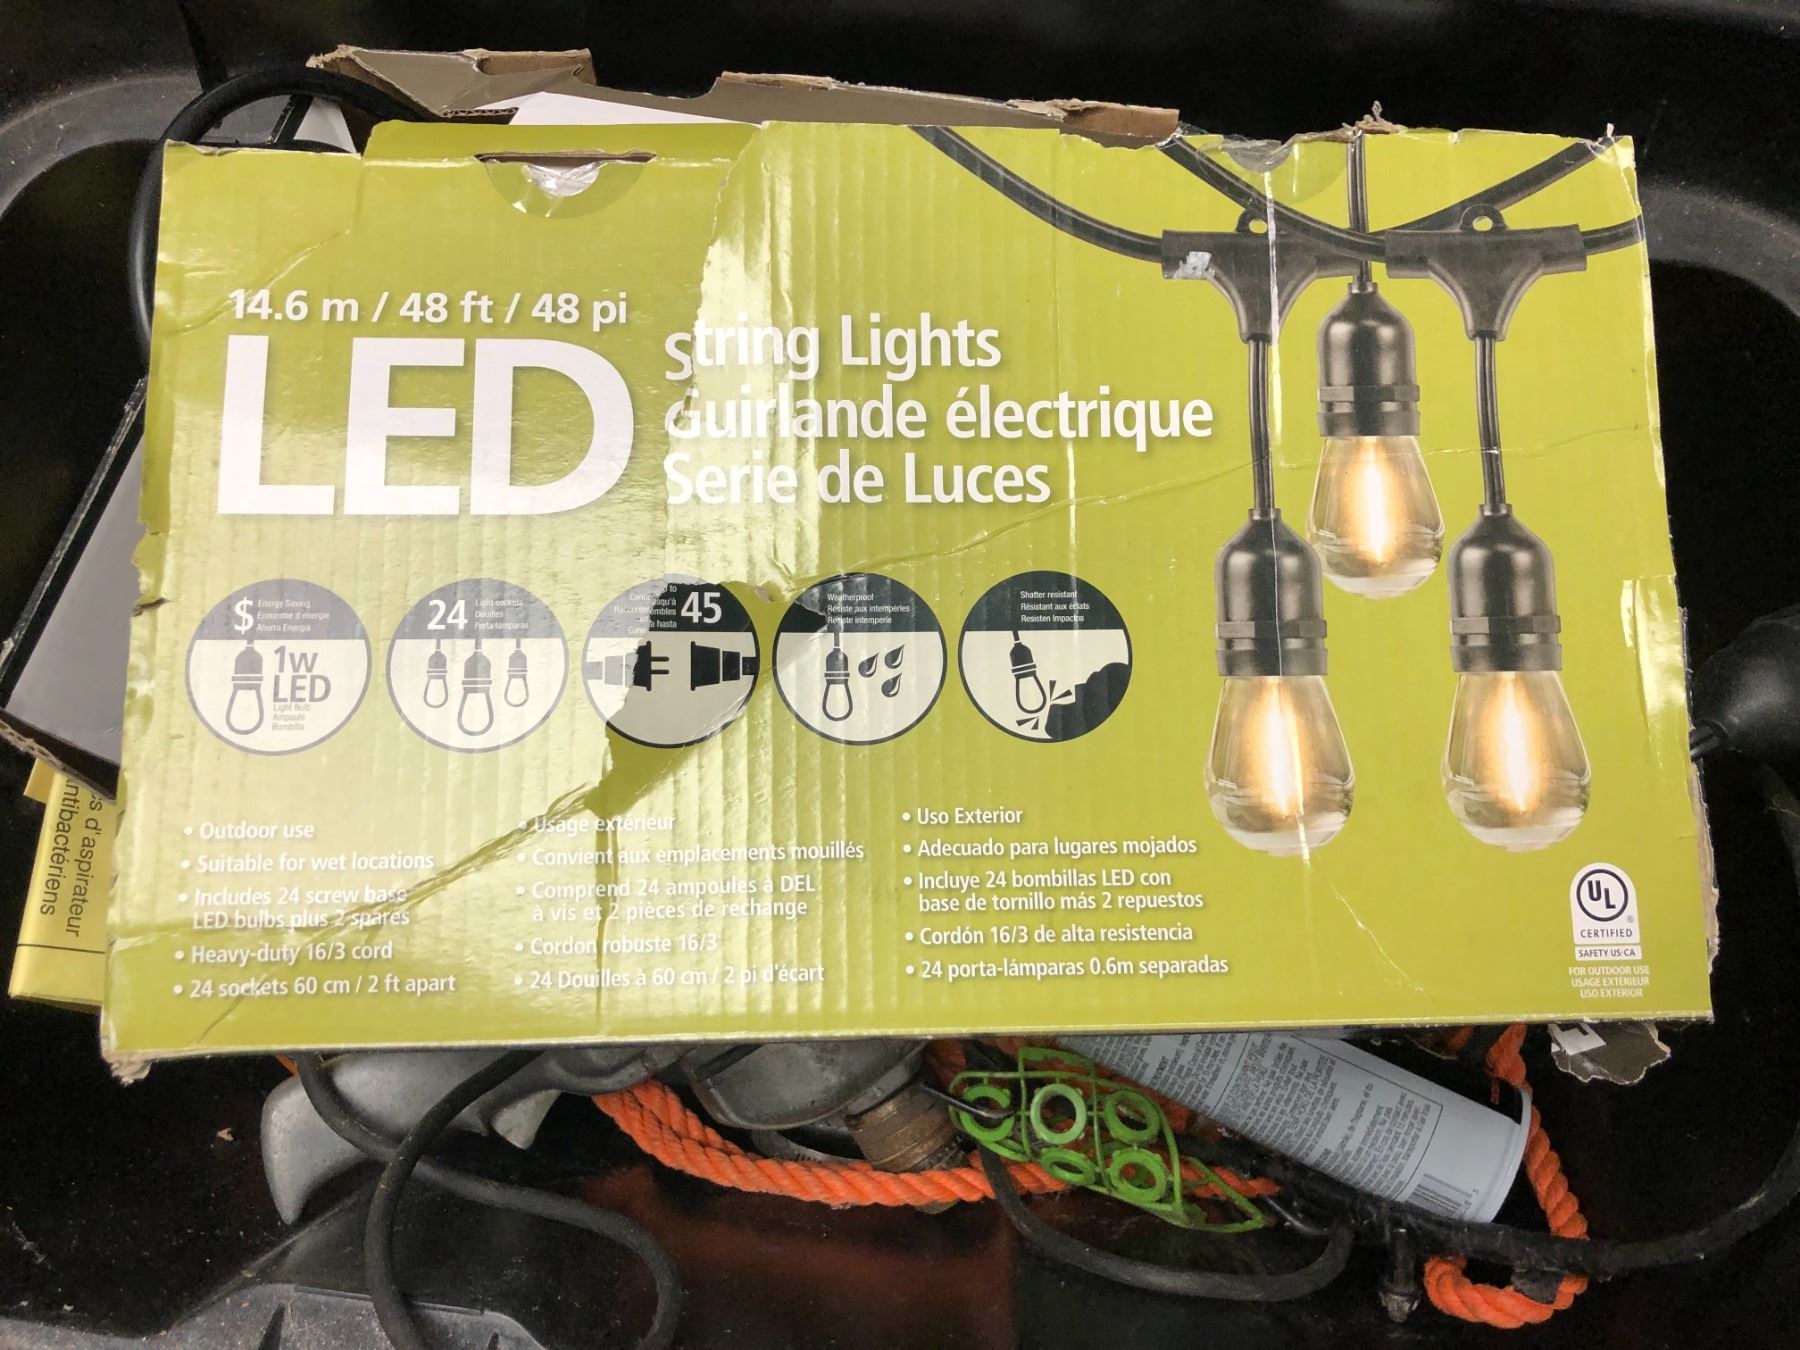 14.6 m / 48 ft / 48 pi
LED
String Lights
Guirlande électrique
Serie de Luces
$
Energy Saving
Économie d'énergie
Ahorra Energía
1w
LED
Light Bulb
Ampoule
Bombilla
24
Light sockets
Douilles
Porta-lámparas
to
45
hasta
Weatherproof
Résiste aux intempéries
Resiste intemperie
Shatter resistant
Résistant aux éclats
Resisten Impactos
• Outdoor use
• Suitable for wet locations
• Includes 24 screw base
LED bulbs plus 2 spares
• Heavy-duty 16/3 cord
• 24 sockets 60 cm / 2 ft apart
• Usage extérieur
• Convient aux emplacements mouillés
• Comprend 24 ampoules à DEL
à vis et 2 pièces de rechange
• Cordon robuste 16/3
• 24 Douilles à 60 cm / 2 pi d'écart
• Uso Exterior
• Adecuado para lugares mojados
• Incluye 24 bombillas LED con
base de tornillo más 2 repuestos
• Cordón 16/3 de alta resistencia
• 24 porta-lámparas 0.6m separadas
UL
®
CERTIFIED
SAFETY US-CA
FOR OUTDOOR USE
USAGE EXTÉRIEUR
USO EXTERIOR
d'aspirateur
ntibactériens